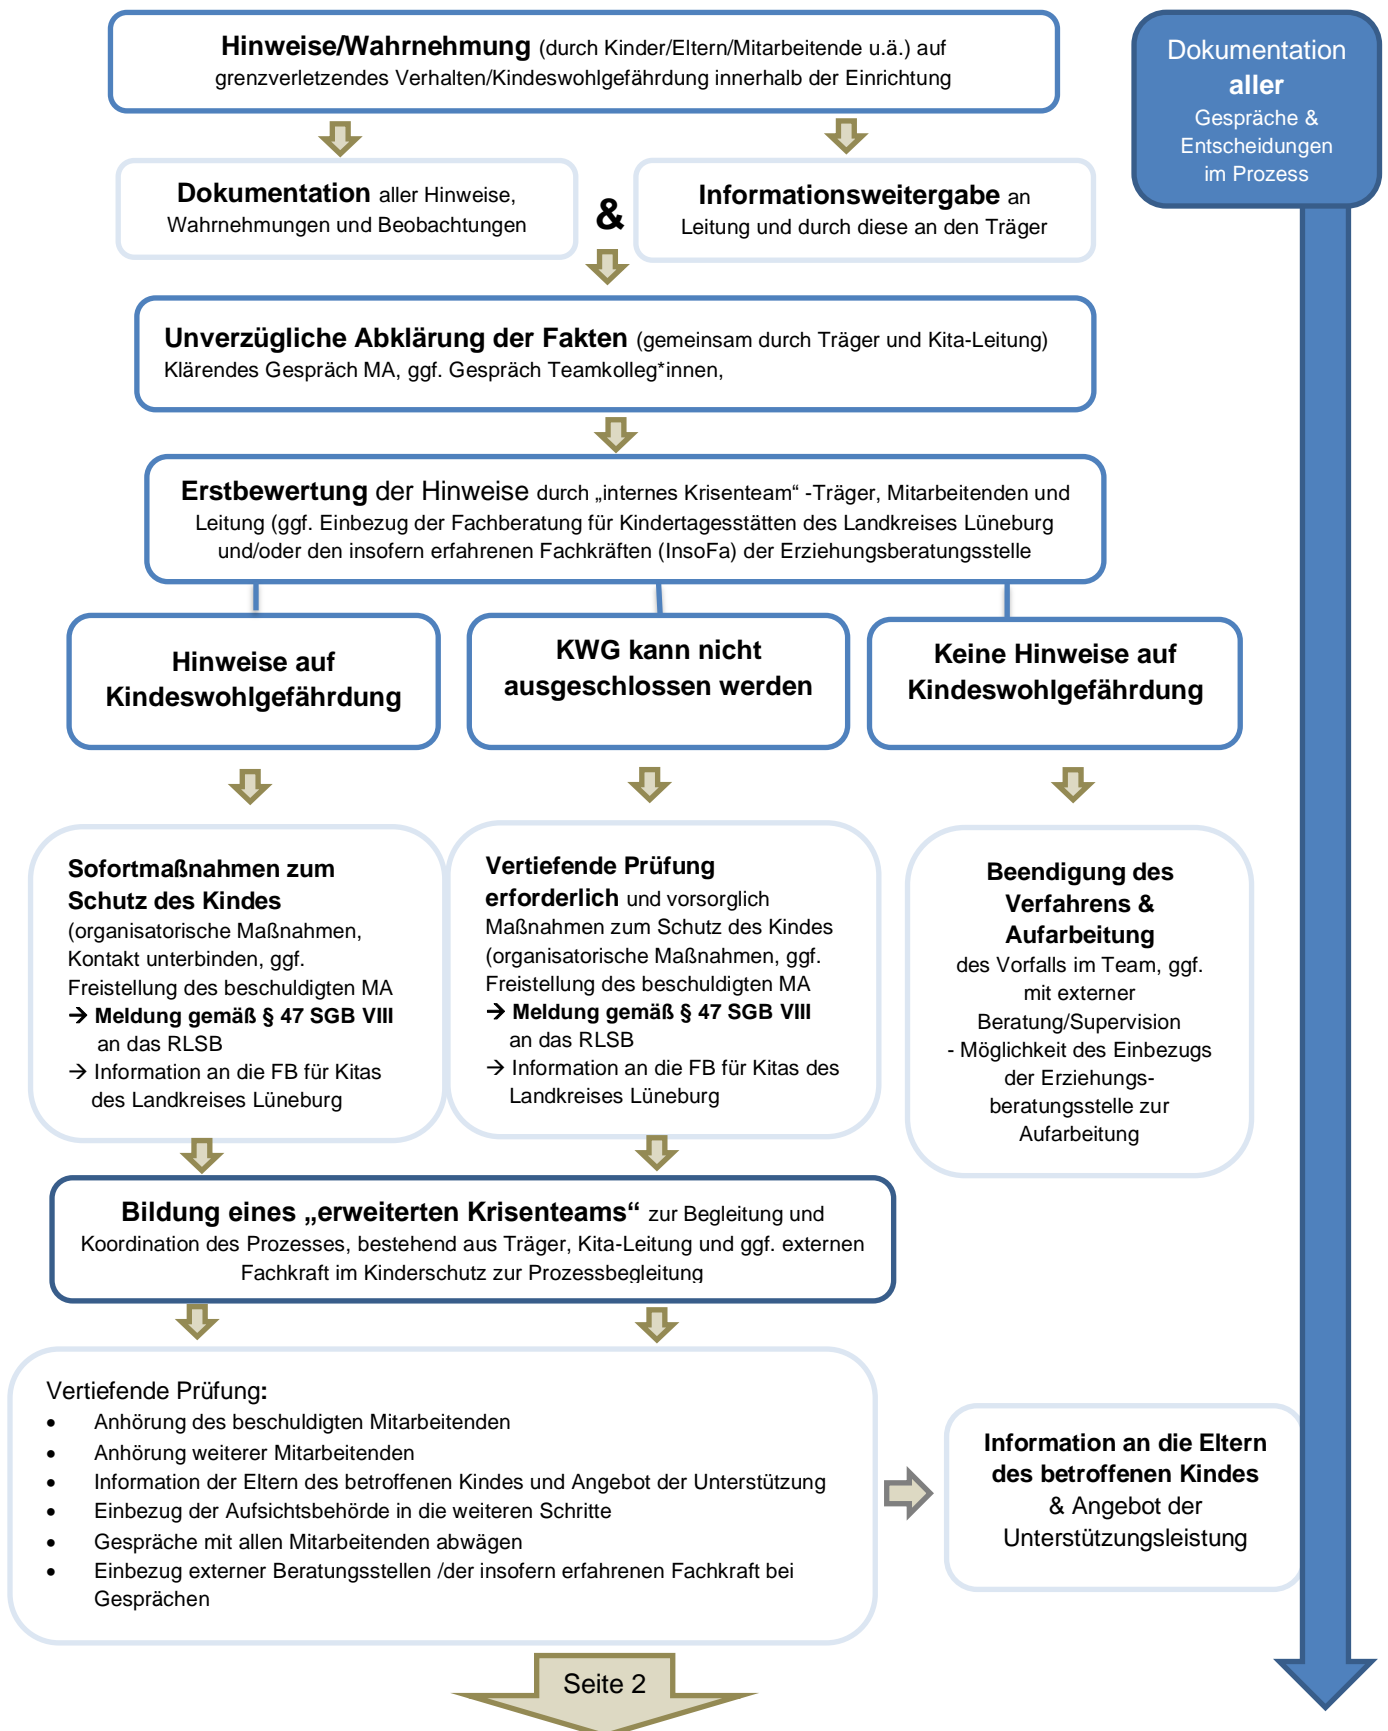 Hinweise/Wahrnehmung (durch Kinder/Eltern/Mitarbeitende u.ä.) auf
grenzverletzendes Verhalten/Kindeswohlgefährdung innerhalb der Einrichtung
Dokumentation
aller
Gespräche &
Entscheidungen
im Prozess
Dokumentation aller Hinweise,
Wahrnehmungen und Beobachtungen
&
Informationsweitergabe an
Leitung und durch diese an den Träger
Unverzügliche Abklärung der Fakten (gemeinsam durch Träger und Kita-Leitung)
Klärendes Gespräch MA, ggf. Gespräch Teamkolleg*innen,
Erstbewertung der Hinweise durch „internes Krisenteam“ -Träger, Mitarbeitenden und
Leitung (ggf. Einbezug der Fachberatung für Kindertagesstätten des Landkreises Lüneburg
und/oder den insofern erfahrenen Fachkräften (InsoFa) der Erziehungsberatungsstelle
Hinweise auf
Kindeswohlgefährdung
KWG kann nicht
ausgeschlossen werden
Keine Hinweise auf
Kindeswohlgefährdung
Sofortmaßnahmen zum
Schutz des Kindes
(organisatorische Maßnahmen,
Kontakt unterbinden, ggf.
Freistellung des beschuldigten MA
→ Meldung gemäß § 47 SGB VIII
an das RLSB
→ Information an die FB für Kitas
des Landkreises Lüneburg
Vertiefende Prüfung
erforderlich und vorsorglich
Maßnahmen zum Schutz des Kindes
(organisatorische Maßnahmen, ggf.
Freistellung des beschuldigten MA
→ Meldung gemäß § 47 SGB VIII
an das RLSB
→ Information an die FB für Kitas des
Landkreises Lüneburg
Beendigung des
Verfahrens &
Aufarbeitung
des Vorfalls im Team, ggf.
mit externer
Beratung/Supervision
- Möglichkeit des Einbezugs
der Erziehungs-
beratungsstelle zur
Aufarbeitung
Bildung eines „erweiterten Krisenteams“ zur Begleitung und
Koordination des Prozesses, bestehend aus Träger, Kita-Leitung und ggf. externen
Fachkraft im Kinderschutz zur Prozessbegleitung
Vertiefende Prüfung:
• Anhörung des beschuldigten Mitarbeitenden
• Anhörung weiterer Mitarbeitenden
• Information der Eltern des betroffenen Kindes und Angebot der Unterstützung
• Einbezug der Aufsichtsbehörde in die weiteren Schritte
• Gespräche mit allen Mitarbeitenden abwägen
• Einbezug externer Beratungsstellen /der insofern erfahrenen Fachkraft bei
Gesprächen
Information an die Eltern
des betroffenen Kindes
& Angebot der
Unterstützungsleistung
Seite 2